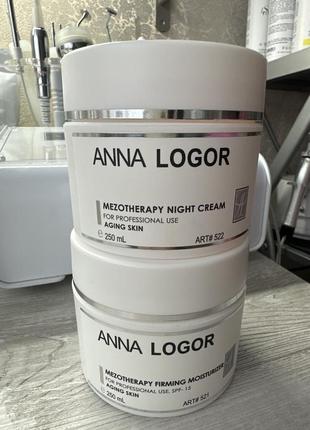 ANNA LOGOR
MEZOTHERAPY NIGHT CREAM
FOR PROFESSIONAL USE
AGING SKIN
℮ 250 mL ART# 522
ANNA LOGOR
MEZOTHERAPY FIRMING MOISTURIZER
FOR PROFESSIONAL USE, SPF- 15
AGING SKIN
℮ 250 mL ART# 521